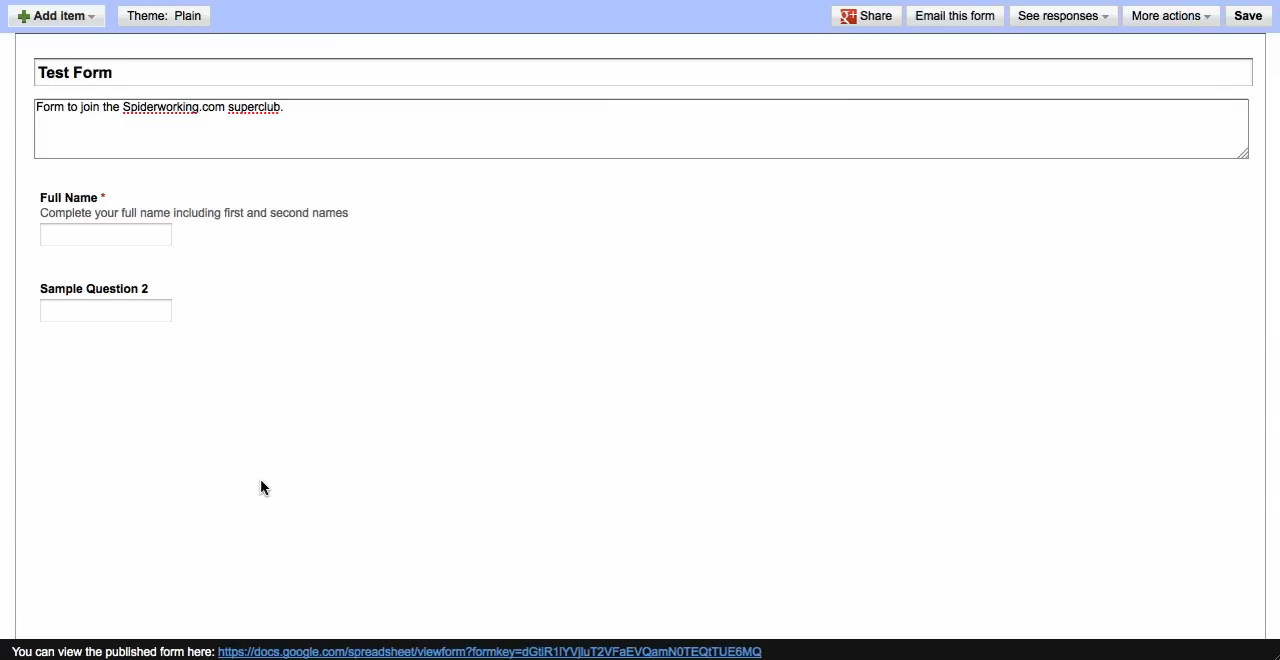 Add item Theme: Plain Share Email this form See responses More actions Save
Test Form
Form to join the Spiderworking.com superclub.
Full Name *
Complete your full name including first and second names
Sample Question 2
You can view the published form here: https://docs.google.com/spreadsheet/viewform?formkey=dGtiR1lYVjluT2VFaEVQamN0TEQtTUE6MQ